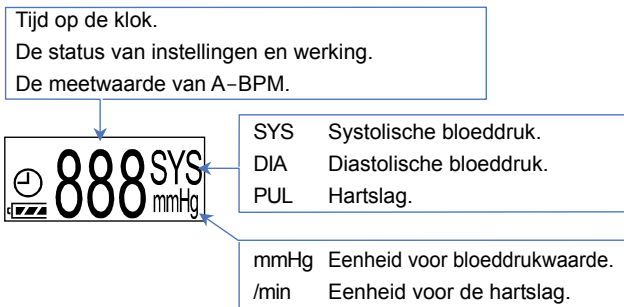 Tijd op de klok.
De status van instellingen en werking.
De meetwaarde van A-BPM.
888 SYS
mmHg
SYS Systolische bloeddruk.
DIA Diastolische bloeddruk.
PUL Hartslag.
mmHg Eenheid voor bloeddrukwaarde.
/min Eenheid voor de hartslag.